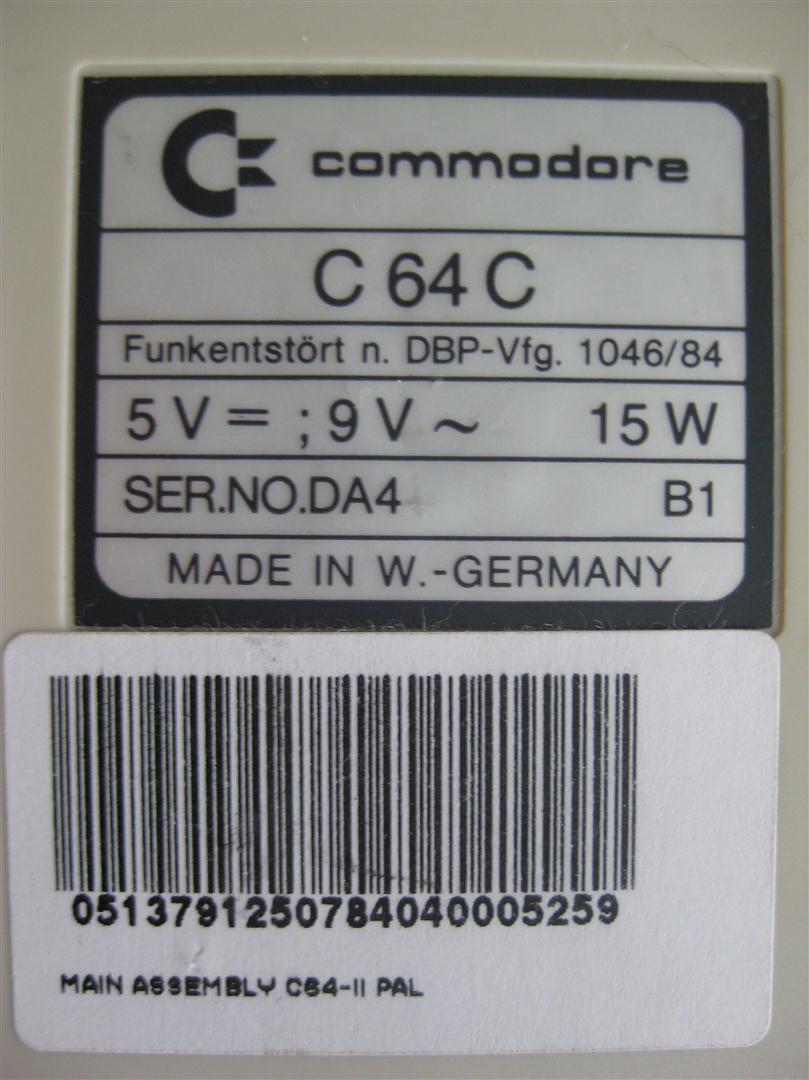 commodore
C 64 C
Funkentstört n. DBP-Vfg. 1046/84
5 V = ; 9 V ~ 15 W
SER.NO.DA4 B1
MADE IN W.-GERMANY
05137912507840400005259
MAIN ASSEMBLY C64-II PAL